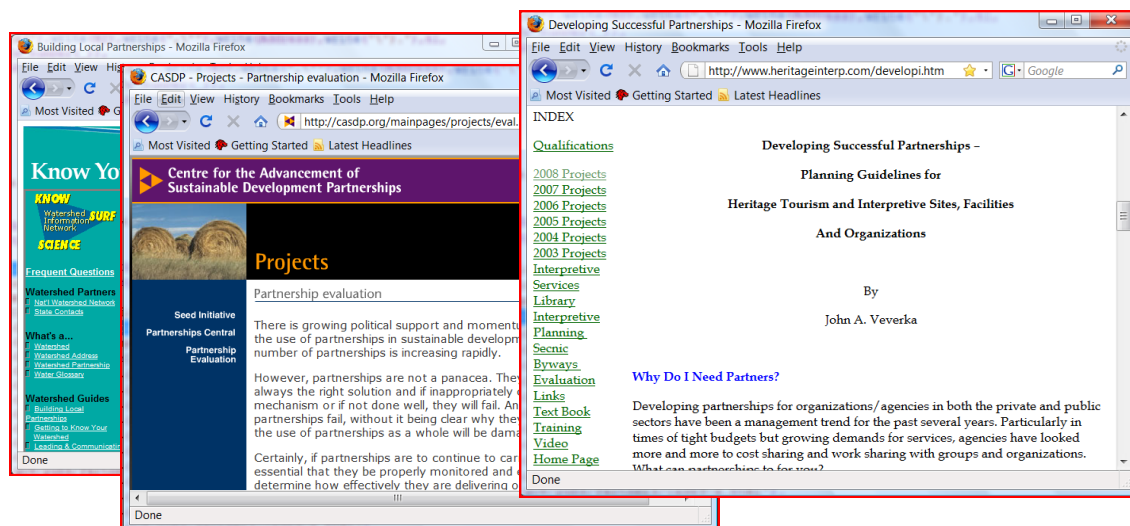 Building Local Partnerships - Mozilla Firefox
File Edit View Hi
Most Visited G
Know Yo
KNOW
Watershed
Information
Network
SURF
SCIENCE
Frequent Questions
Watershed Partners
Nat'l Watershed Network
State Contacts
What's a...
Watershed
Watershed Address
Watershed Partnership
Water Glossary
Watershed Guides
Building Local
Partnerships
Getting to Know Your
Watershed
Leading & Communicatin
Done
CASDP - Projects - Partnership evaluation - Mozilla Firefox
File Edit View History Bookmarks Tools Help
http://casdp.org/mainpages/projects/eval.
Most Visited Getting Started Latest Headlines
Centre for the Advancement of
Sustainable Development Partnerships
Projects
Seed Initiative
Partnerships Central
Partnership
Evaluation
Partnership evaluation
There is growing political support and momentu
the use of partnerships in sustainable developm
number of partnerships is increasing rapidly.
However, partnerships are not a panacea. They
always the right solution and if inappropriately
mechanism or if not done well, they will fail. An
partnerships fail, without it being clear why they
the use of partnerships as a whole will be dama
Certainly, if partnerships are to continue to car
essential that they be properly monitored and
determine how effectively they are delivering o
Done
Developing Successful Partnerships - Mozilla Firefox
File Edit View History Bookmarks Tools Help
http://www.heritageinterp.com/developi.htm Google
Most Visited Getting Started Latest Headlines
INDEX
Qualifications
2008 Projects
2007 Projects
2006 Projects
2005 Projects
2004 Projects
2003 Projects
Interpretive
Services
Library
Interpretive
Planning
Secnic
Byways
Evaluation
Links
Text Book
Training
Video
Home Page
Developing Successful Partnerships –
Planning Guidelines for
Heritage Tourism and Interpretive Sites, Facilities
And Organizations
By
John A. Veverka
Why Do I Need Partners?
Developing partnerships for organizations/agencies in both the private and public
sectors have been a management trend for the past several years. Particularly in
times of tight budgets but growing demands for services, agencies have looked
more and more to cost sharing and work sharing with groups and organizations.
What can partnerships to for you?
Done